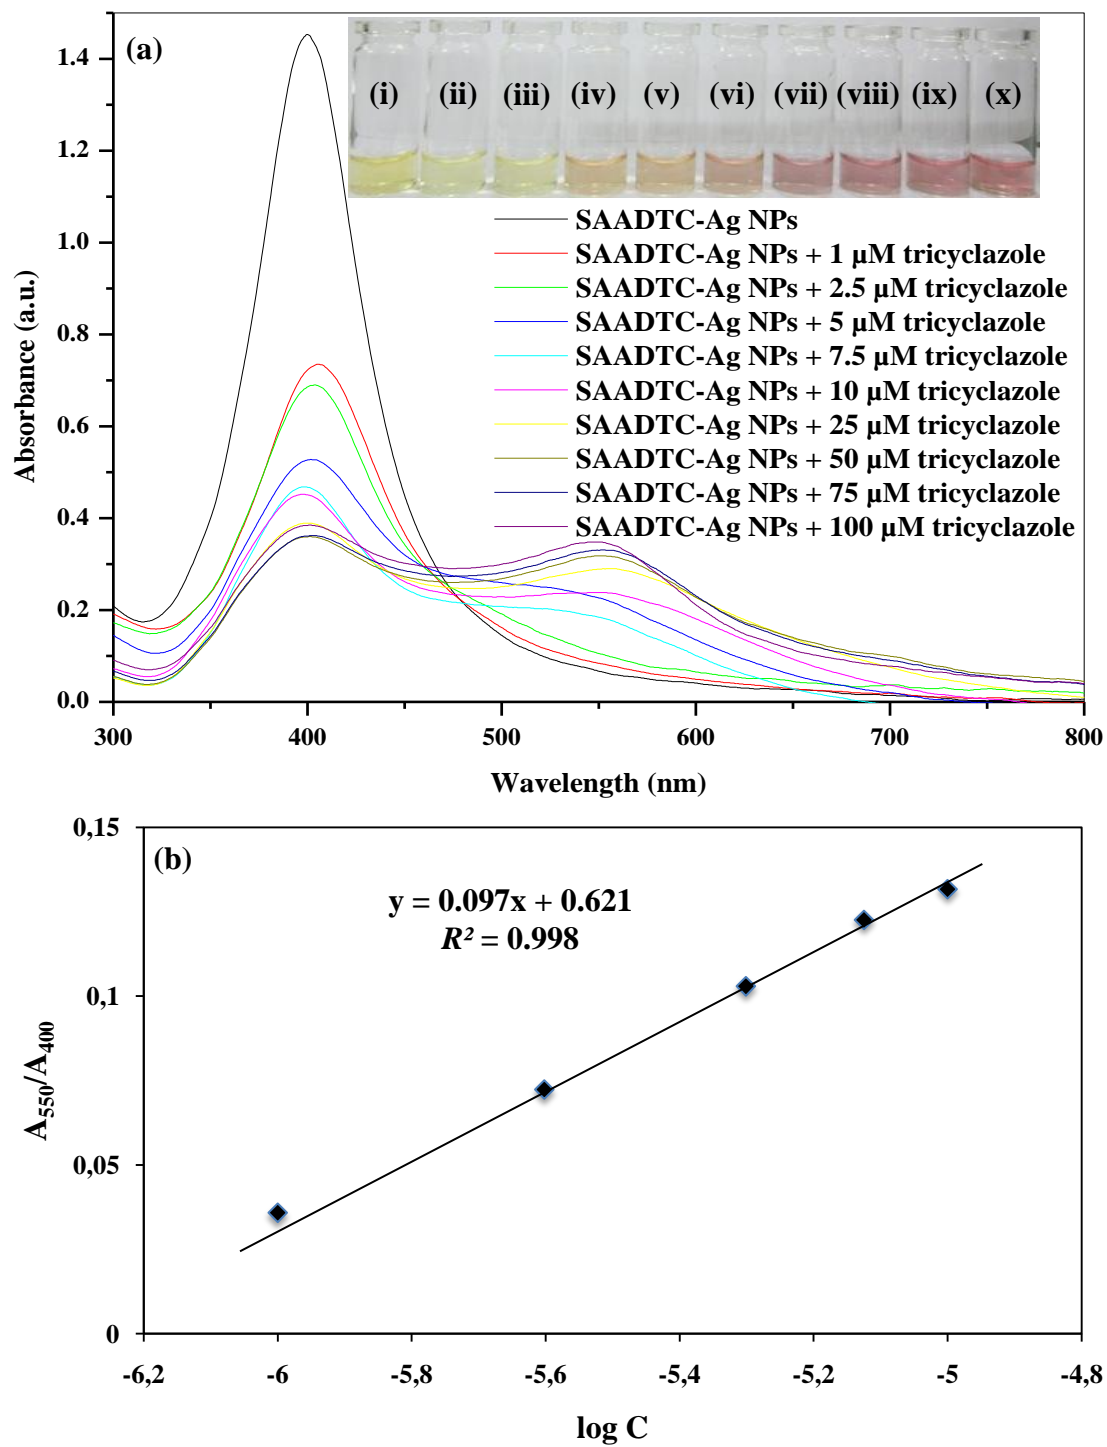 (a)
(i) (ii) (iii) (iv) (v) (vi) (vii) (viii) (ix) (x)
SAADTC-Ag NPs
SAADTC-Ag NPs + 1 µM tricyclazole
SAADTC-Ag NPs + 2.5 µM tricyclazole
SAADTC-Ag NPs + 5 µM tricyclazole
SAADTC-Ag NPs + 7.5 µM tricyclazole
SAADTC-Ag NPs + 10 µM tricyclazole
SAADTC-Ag NPs + 25 µM tricyclazole
SAADTC-Ag NPs + 50 µM tricyclazole
SAADTC-Ag NPs + 75 µM tricyclazole
SAADTC-Ag NPs + 100 µM tricyclazole
Absorbance (a.u.)
1.4
1.2
1.0
0.8
0.6
0.4
0.2
0.0
300 400 500 600 700 800
Wavelength (nm)
(b)
y = 0.097x + 0.621
R² = 0.998
A550/A400
0,15
0,1
0,05
0
-6,2 -6 -5,8 -5,6 -5,4 -5,2 -5 -4,8
log C